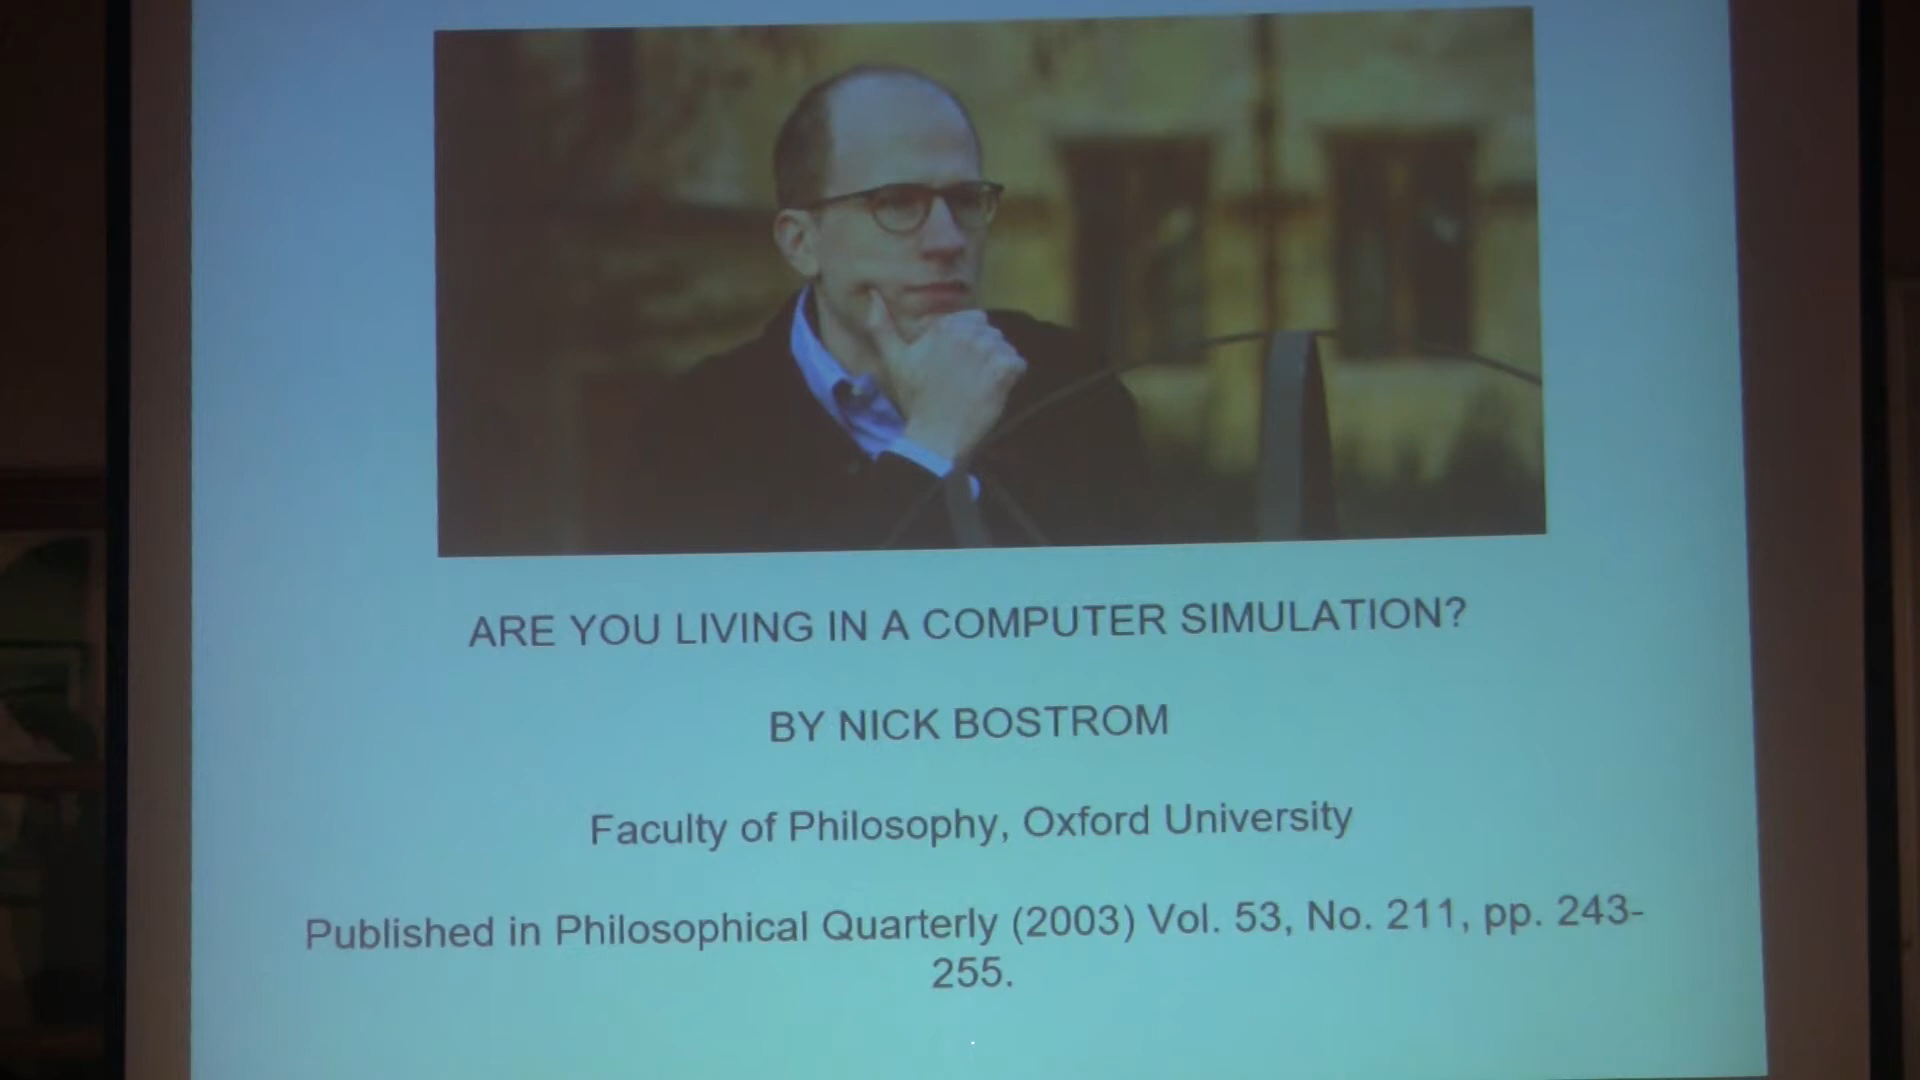 ARE YOU LIVING IN A COMPUTER SIMULATION?
BY NICK BOSTROM
Faculty of Philosophy, Oxford University
Published in Philosophical Quarterly (2003) Vol. 53, No. 211, pp. 243-
255.